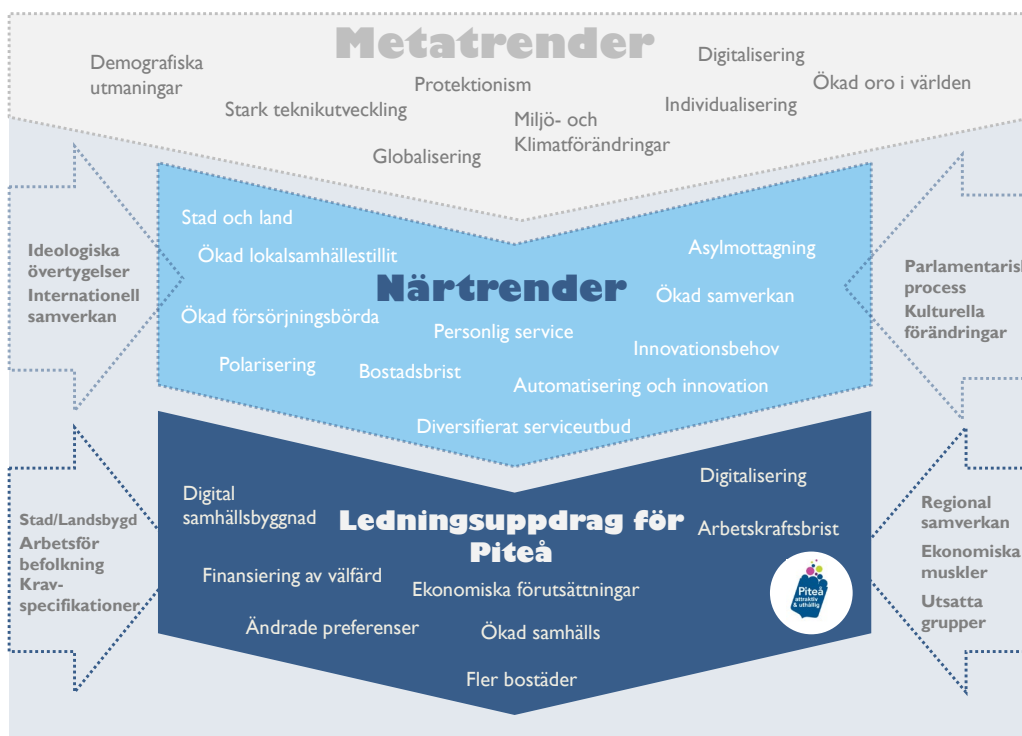 Metatrender
Demografiska
utmaningar
Stark teknikutveckling
Protektionism
Globalisering
Miljö- och
Klimatförändringar
Digitalisering
Individualisering
Ökad oro i världen
Ideologiska
övertygelser
Internationell
samverkan
Närtrender
Stad och land
Ökad lokalsamhällestillit
Ökad försörjningsbörda
Polarisering
Bostadsbrist
Personlig service
Asylmottagning
Ökad samverkan
Innovationsbehov
Automatisering och innovation
Diversifierat serviceutbud
Parlamentarisk
process
Kulturella
förändringar
Stad/Landsbygd
Arbetsför
befolkning
Krav-
specifikationer
Ledningsuppdrag för
Piteå
Digital
samhällsbyggnad
Finansiering av välfärd
Ändrade preferenser
Ekonomiska förutsättningar
Ökad samhälls
Fler bostäder
Digitalisering
Arbetskraftsbrist
Piteå
attraktiv
& uthållig
Regional
samverkan
Ekonomiska
muskler
Utsatta
grupper